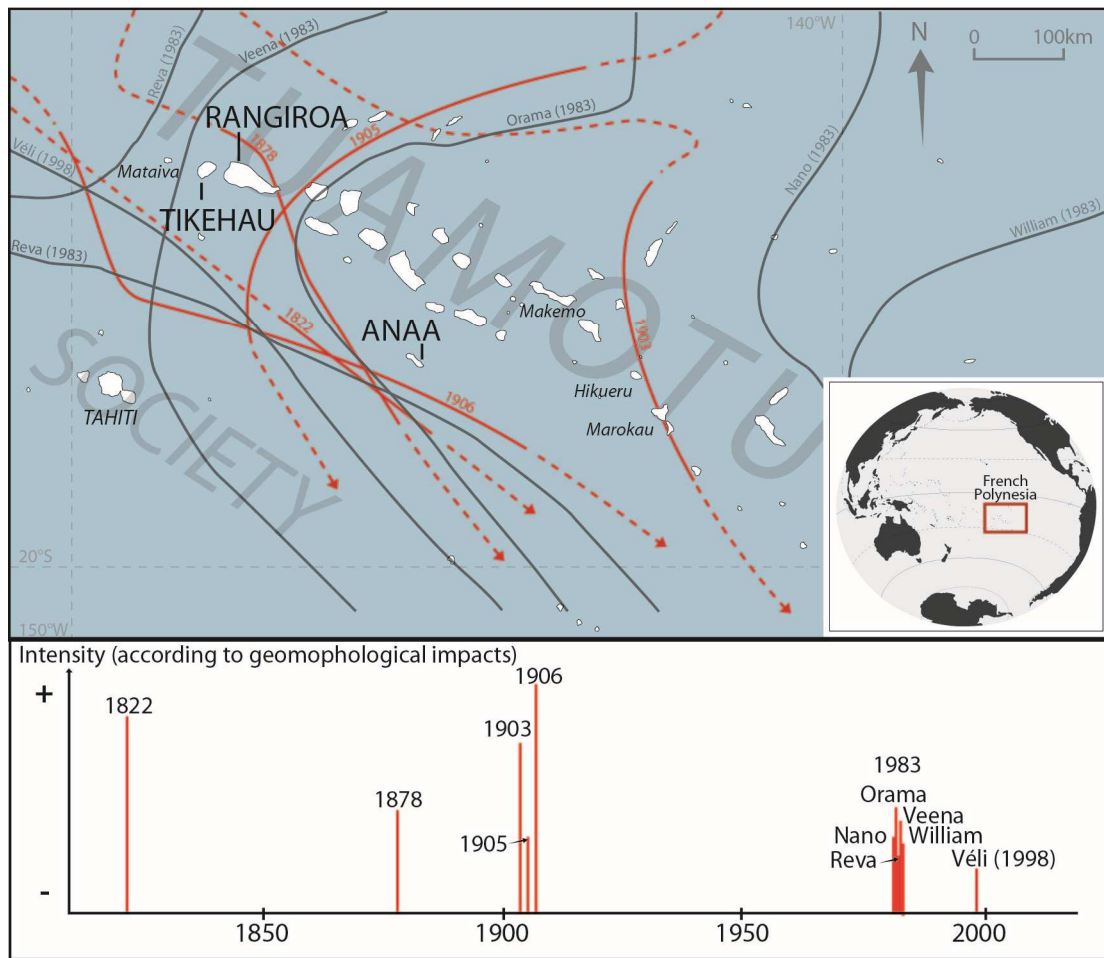 140°W
N
0 100km
Reva (1983)
Veena (1983)
TUAMOTU
RANGIROA
1878
1905
Orama (1983)
Nano (1983)
Véli (1998)
Mataiva
TIKEHAU
William (1983)
Reva (1983)
1822
Makemo
ANAA
1903
SOCIETY
TAHITI
1906
Hikueru
Marokau
French
Polynesia
20°S
150°W
Intensity (according to geomophological impacts)
+
-
1822
1878
1903
1905
1906
1983
Orama
Veena
Nano
William
Reva
Véli (1998)
1850
1900
1950
2000